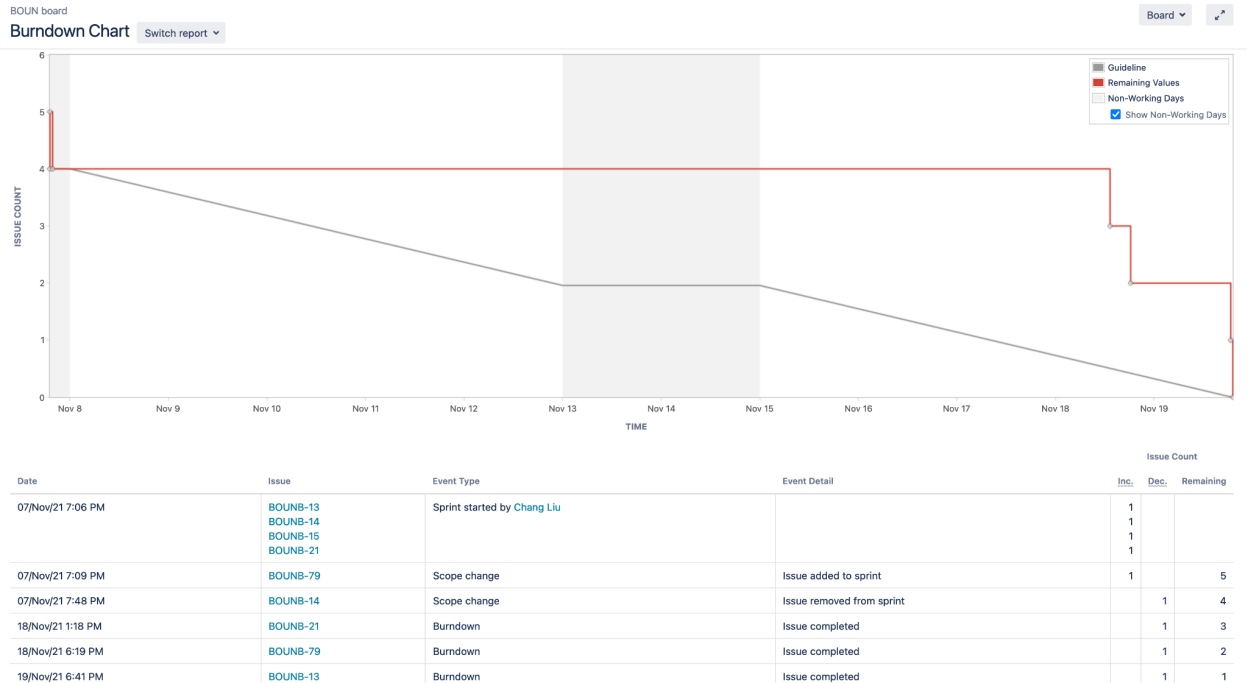 BOUN board
Burndown Chart Switch report
Board
6
5
4
3
2
1
0
ISSUE COUNT
Guideline
Remaining Values
Non-Working Days
Show Non-Working Days
Nov 8 Nov 9 Nov 10 Nov 11 Nov 12 Nov 13 Nov 14 Nov 15 Nov 16 Nov 17 Nov 18 Nov 19
TIME
Issue Count
Date Issue Event Type Event Detail Inc. Dec. Remaining
07/Nov/21 7:06 PM BOUNB-13 Sprint started by Chang Liu 1
BOUNB-14 1
BOUNB-15 1
BOUNB-21 1
07/Nov/21 7:09 PM BOUNB-79 Scope change Issue added to sprint 1 5
07/Nov/21 7:48 PM BOUNB-14 Scope change Issue removed from sprint 1 4
18/Nov/21 1:18 PM BOUNB-21 Burndown Issue completed 1 3
18/Nov/21 6:19 PM BOUNB-79 Burndown Issue completed 1 2
19/Nov/21 6:41 PM BOUNB-13 Burndown Issue completed 1 1